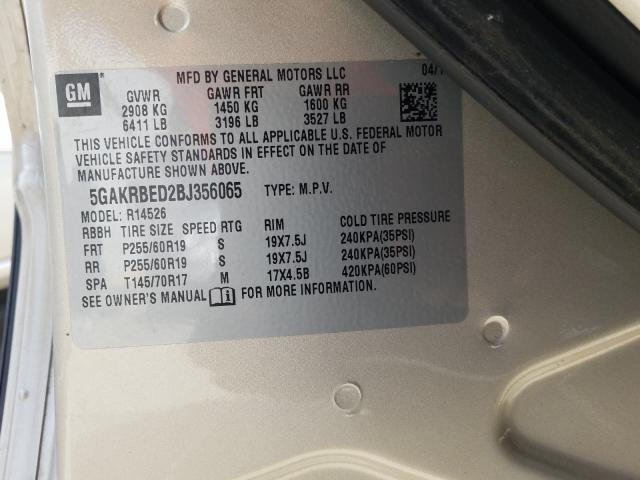 GM
MFD BY GENERAL MOTORS LLC 04/1
GVWR GAWR FRT GAWR RR
2908 KG 1450 KG 1600 KG
6411 LB 3196 LB 3527 LB
THIS VEHICLE CONFORMS TO ALL APPLICABLE U.S. FEDERAL MOTOR
VEHICLE SAFETY STANDARDS IN EFFECT ON THE DATE OF
MANUFACTURE SHOWN ABOVE.
5GAKRBED2BJ356065 TYPE: M.P.V.
MODEL: R14526
RBBH TIRE SIZE SPEED RTG RIM COLD TIRE PRESSURE
FRT P255/60R19 S 19X7.5J 240KPA(35PSI)
RR P255/60R19 S 19X7.5J 240KPA(35PSI)
SPA T145/70R17 M 17X4.5B 420KPA(60PSI)
SEE OWNER'S MANUAL FOR MORE INFORMATION.